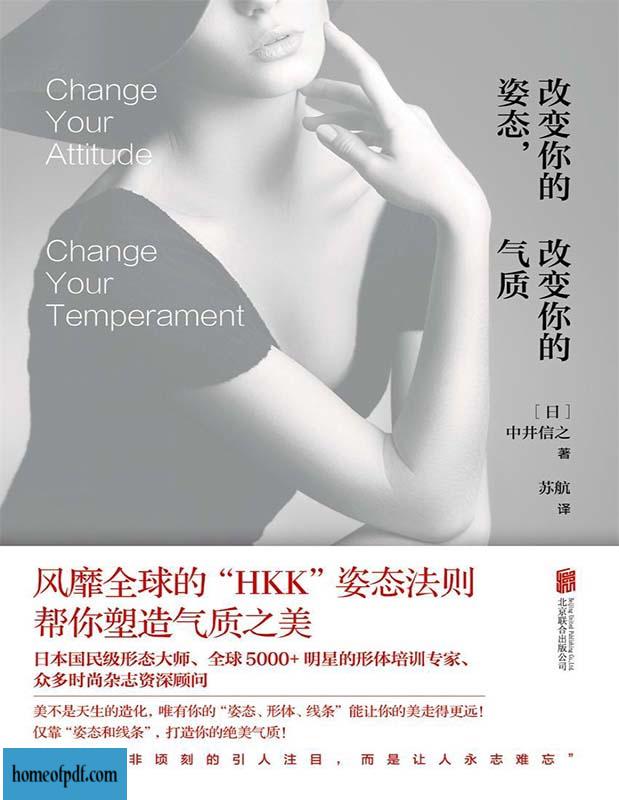 Change
Your
Attitude
Change
Your
Temperament
改变你的
姿态，
改变你的
气质
［日］
中井信之
著
苏航
译
风靡全球的“HKK”姿态法则
帮你塑造气质之美
日本国民级形态大师、全球5000+明星的形体培训专家、
众多时尚杂志资深顾问
美不是天生的造化，唯有你的“姿态、形体、线条”能让你的美走得更远！
仅靠“姿态和线条”，打造你的绝美气质！
非顷刻的引人注目，而是让人永志难忘”
北京联合出版公司
Beijing United Publishing Co.,Ltd.
homeofpdf.com